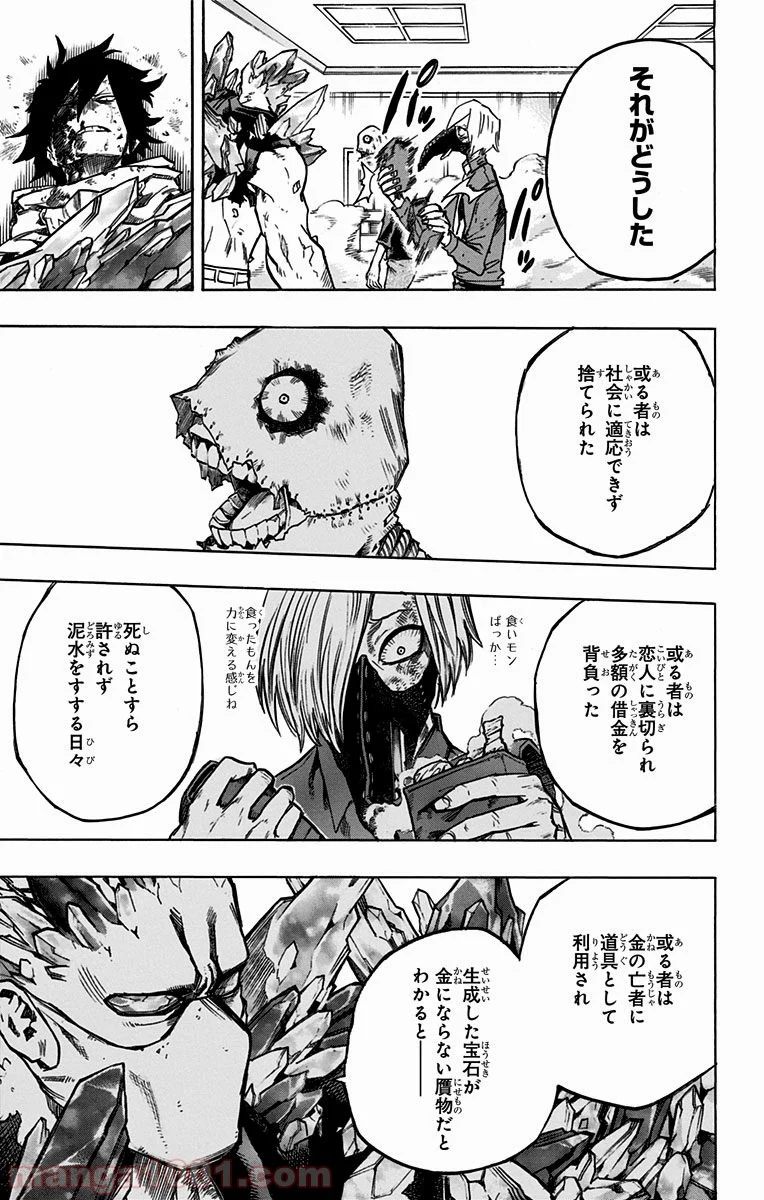 それがどうした
パッ
パッ
或る者は
社会に適応できず
捨てられた
或る者は
恋人に裏切られ
多額の借金を
背負った
食いモン
ばっか…
食ったもんを
力に変える感じね
死ぬことすら
許されず
泥水をすする日々
或る者は
金の亡者に
道具として
利用され
生成した宝石が
金にならない贋物だと
わかると――